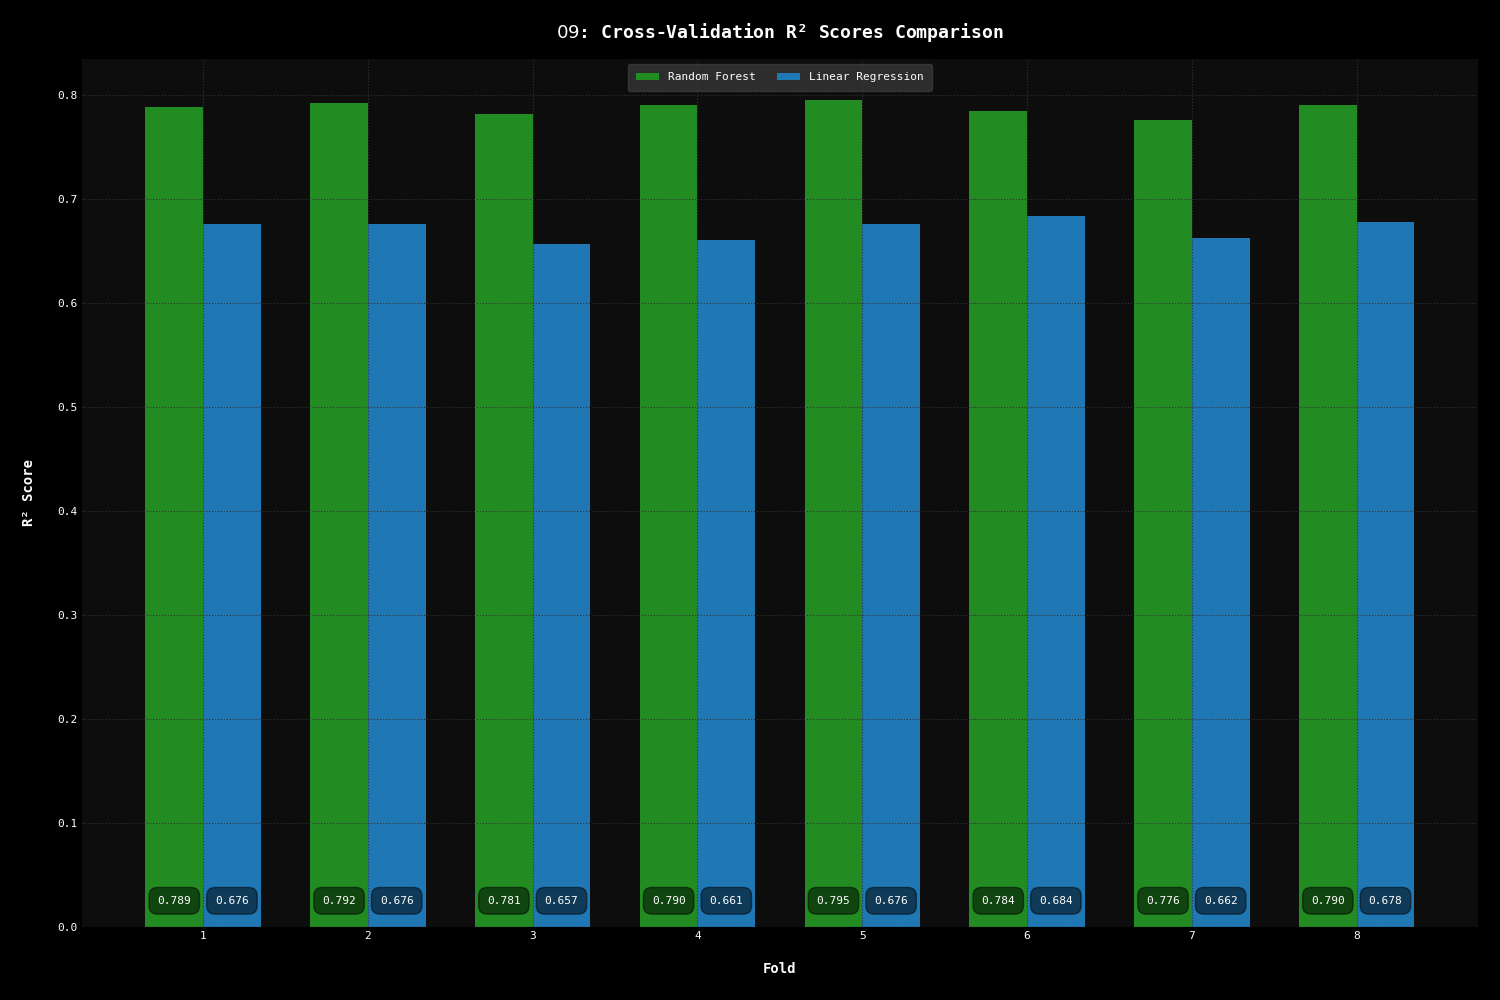 09: Cross-Validation R² Scores Comparison
Random Forest Linear Regression
R² Score
0.8
0.7
0.6
0.5
0.4
0.3
0.2
0.1
0.0
0.789 0.676 0.792 0.676 0.781 0.657 0.790 0.661 0.795 0.676 0.784 0.684 0.776 0.662 0.790 0.678
1 2 3 4 5 6 7 8
Fold